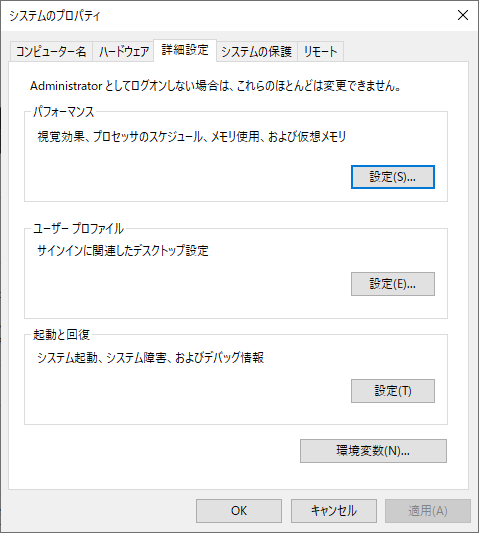 システムのプロパティ
コンピューター名 ハードウェア 詳細設定 システムの保護 リモート
Administrator としてログオンしない場合は、これらのほとんどは変更できません。
パフォーマンス
視覚効果、プロセッサのスケジュール、メモリ使用、および仮想メモリ
設定(S)...
ユーザー プロファイル
サインインに関連したデスクトップ設定
設定(E)...
起動と回復
システム起動、システム障害、およびデバッグ情報
設定(T)
環境変数(N)...
OK キャンセル 適用(A)